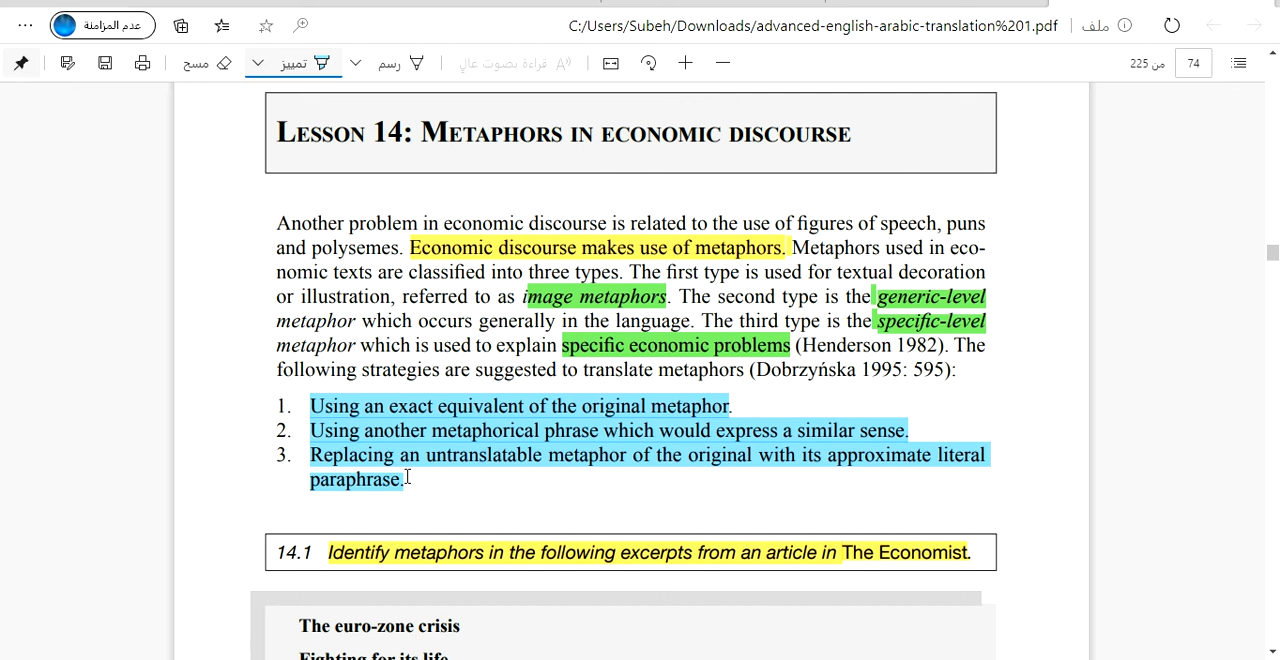 عدم المزامنة
C:/Users/Subeh/Downloads/advanced-english-arabic-translation%201.pdf
ملف
مسح
تمييز
رسم
قراءة بصوت عالٍ
225 من
74
LESSON 14: METAPHORS IN ECONOMIC DISCOURSE
Another problem in economic discourse is related to the use of figures of speech, puns
and polysemes. Economic discourse makes use of metaphors. Metaphors used in eco-
nomic texts are classified into three types. The first type is used for textual decoration
or illustration, referred to as image metaphors. The second type is the generic-level
metaphor which occurs generally in the language. The third type is the specific-level
metaphor which is used to explain specific economic problems (Henderson 1982). The
following strategies are suggested to translate metaphors (Dobrzyńska 1995: 595):
1. Using an exact equivalent of the original metaphor.
2. Using another metaphorical phrase which would express a similar sense.
3. Replacing an untranslatable metaphor of the original with its approximate literal
paraphrase.
14.1 Identify metaphors in the following excerpts from an article in The Economist.
The euro-zone crisis
Fighting for its life